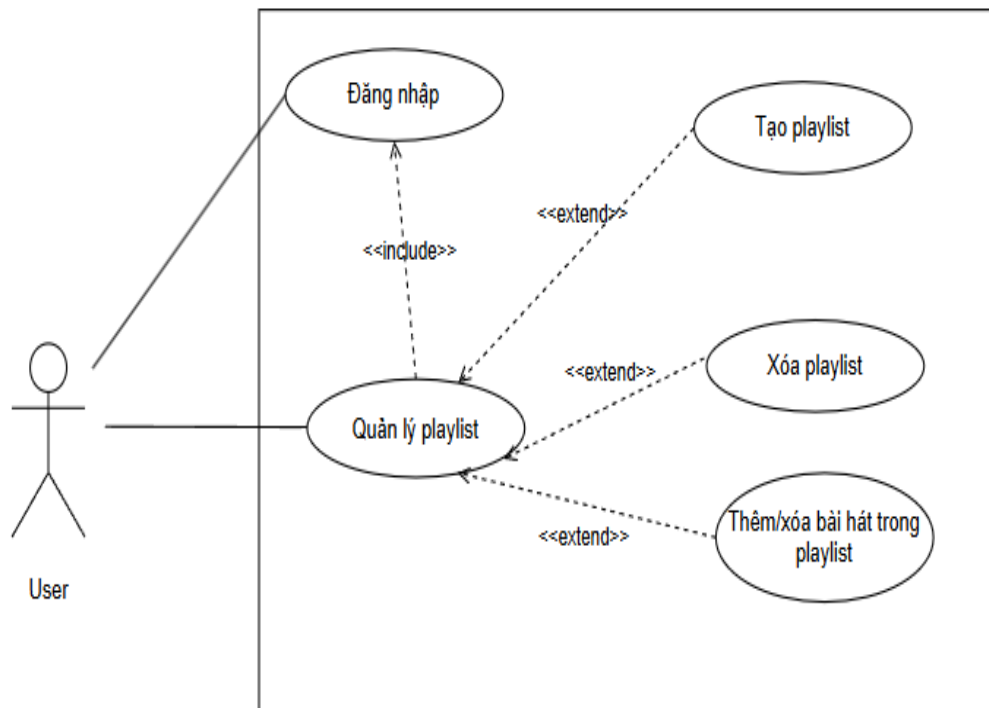 Đăng nhập
Tạo playlist
<<extend>>
<<include>>
Xóa playlist
<<extend>>
Quản lý playlist
Thêm/xóa bài hát trong
playlist
<<extend>>
User